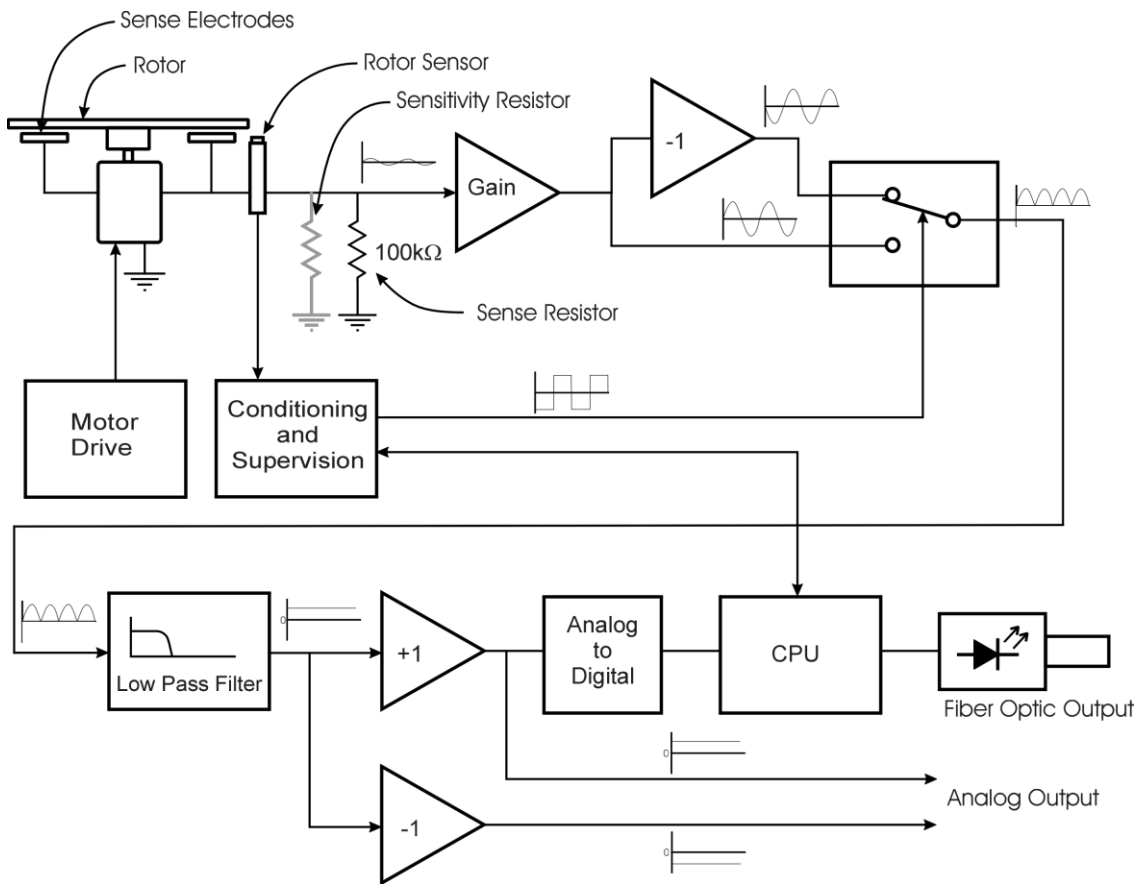 Sense Electrodes
Rotor
Rotor Sensor
Sensitivity Resistor
Gain
-1
100kΩ
Sense Resistor
Motor
Drive
Conditioning
and
Supervision
0
0
Low Pass Filter
+1
Analog
to
Digital
CPU
Fiber Optic Output
0
Analog Output
-1
0